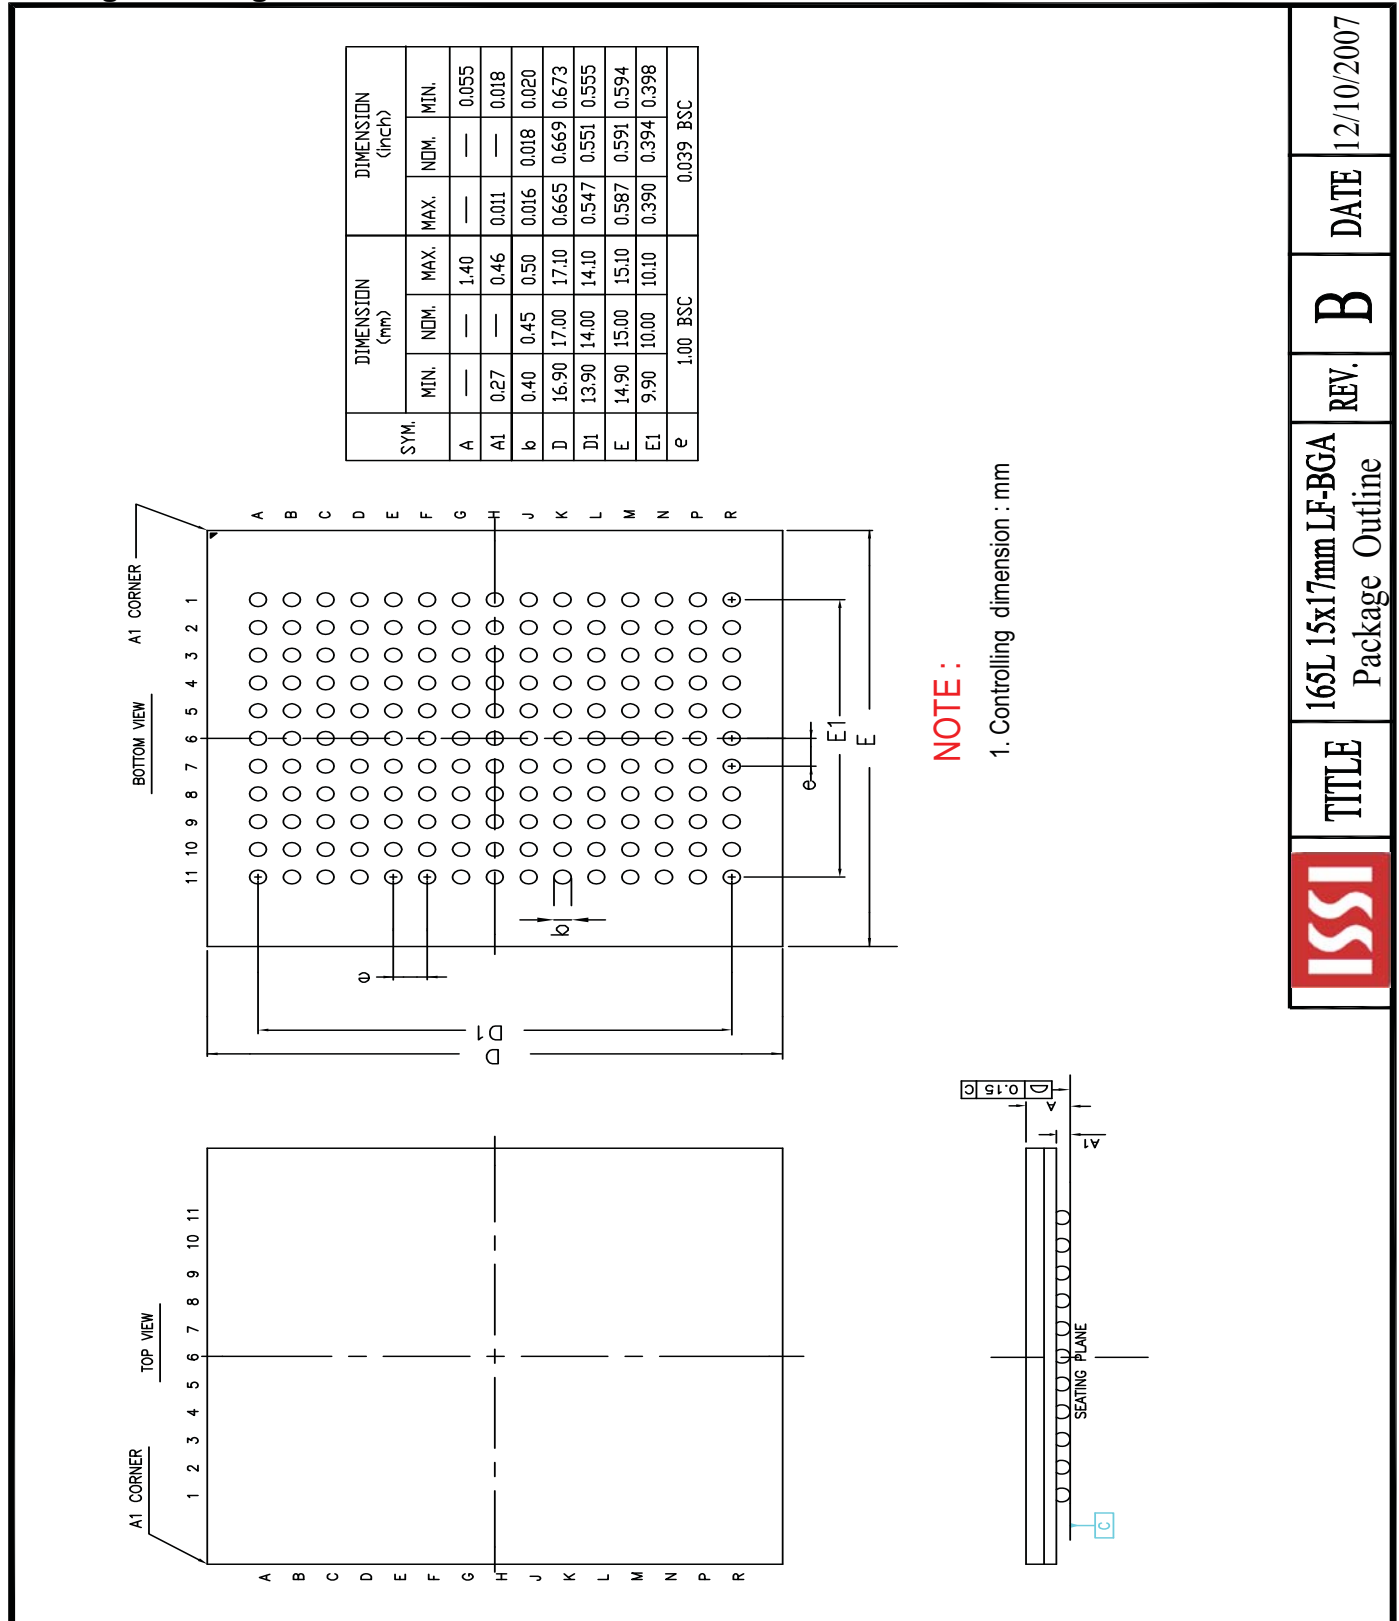 TOP VIEW
A1 CORNER
1 2 3 4 5 6 7 8 9 10 11
A
B
C
D
E
F
G
H
J
K
L
M
N
P
R
BOTTOM VIEW
A1 CORNER
11 10 9 8 7 6 5 4 3 2 1
A
B
C
D
E
F
G
H
J
K
L
M
N
P
R
D
D1
e
b
e
E1
E
SYM. DIMENSION (mm) DIMENSION (inch)
MIN. NOM. MAX. MAX. NOM. MIN.
A — — 1.40 — — 0.055
A1 0.27 — 0.46 0.011 — 0.018
b 0.40 0.45 0.50 0.016 0.018 0.020
D 16.90 17.00 17.10 0.665 0.669 0.673
D1 13.90 14.00 14.10 0.547 0.551 0.555
E 14.90 15.00 15.10 0.587 0.591 0.594
E1 9.90 10.00 10.10 0.390 0.394 0.398
e 1.00 BSC 0.039 BSC
C
SEATING PLANE
A1
A
0.15 C
NOTE :
1. Controlling dimension : mm
ISSI
TITLE
165L 15x17mm LF-BGA
Package Outline
REV.
B
DATE
12/10/2007